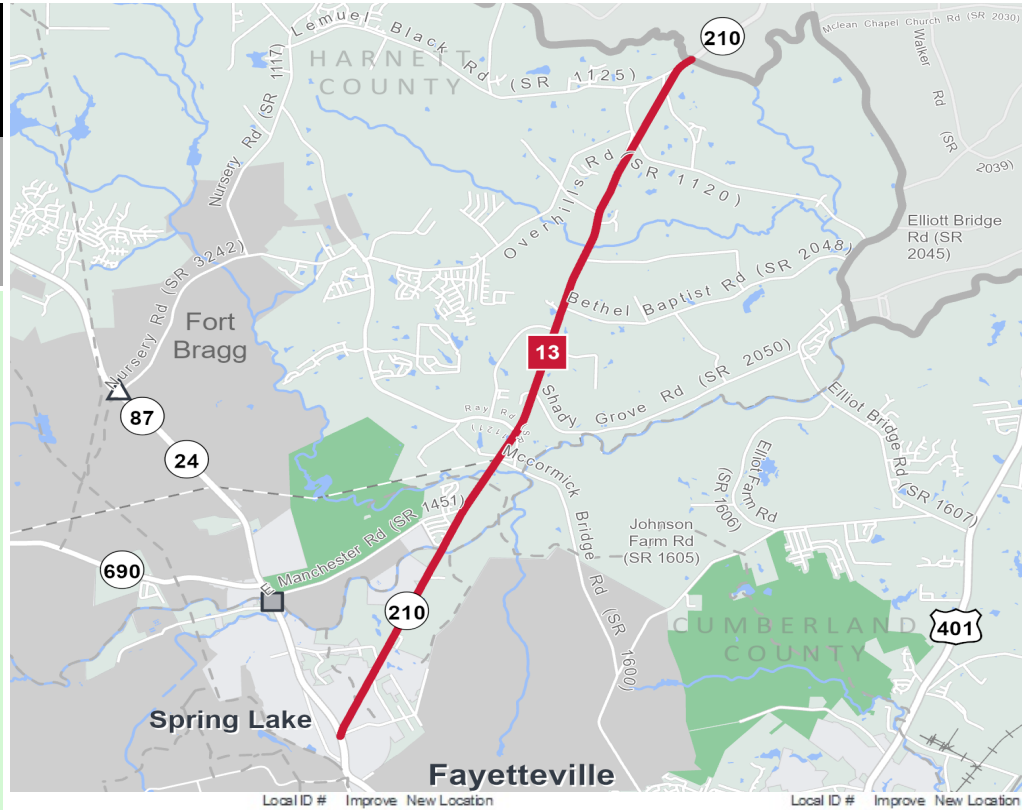 210
Mclean Chapel Church Rd (SR 2030)
Lemuel Black Rd (SR 1125)
HARNETT
COUNTY
Walker Rd (SR 2039)
Nursery Rd (SR 1117)
Overhills Rd (SR 1120)
Elliott Bridge
Rd (SR
2045)
Nursery Rd (SR 3242)
Bethel Baptist Rd (SR 2048)
Fort
Bragg
13
Shady Grove Rd (SR 2050)
87
Ray Rd (SR 1121)
Elliot Bridge Rd (SR 1607)
24
Mccormick Bridge Rd (SR 1600)
Elliot Farm Rd
(SR 1606)
E Manchester Rd (SR 1451)
Johnson
Farm Rd
(SR 1605)
690
210
CUMBERLAND
COUNTY
401
Spring Lake
Fayetteville
Local ID # Improve New Location Local ID # Improve New Location